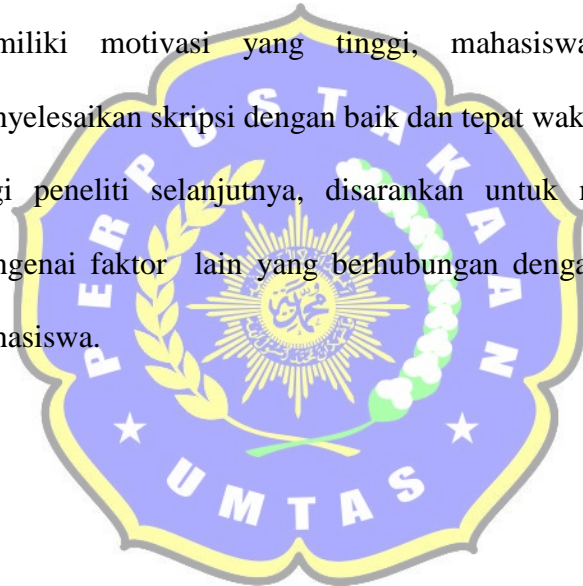 miliki motivasi yang tinggi, mahasiswa
nyelesaikan skripsi dengan baik dan tepat wak
gi peneliti selanjutnya, disarankan untuk
ngenai faktor lain yang berhubungan denga
hasiswa.
PERPUSTAKAAN
UMTAS